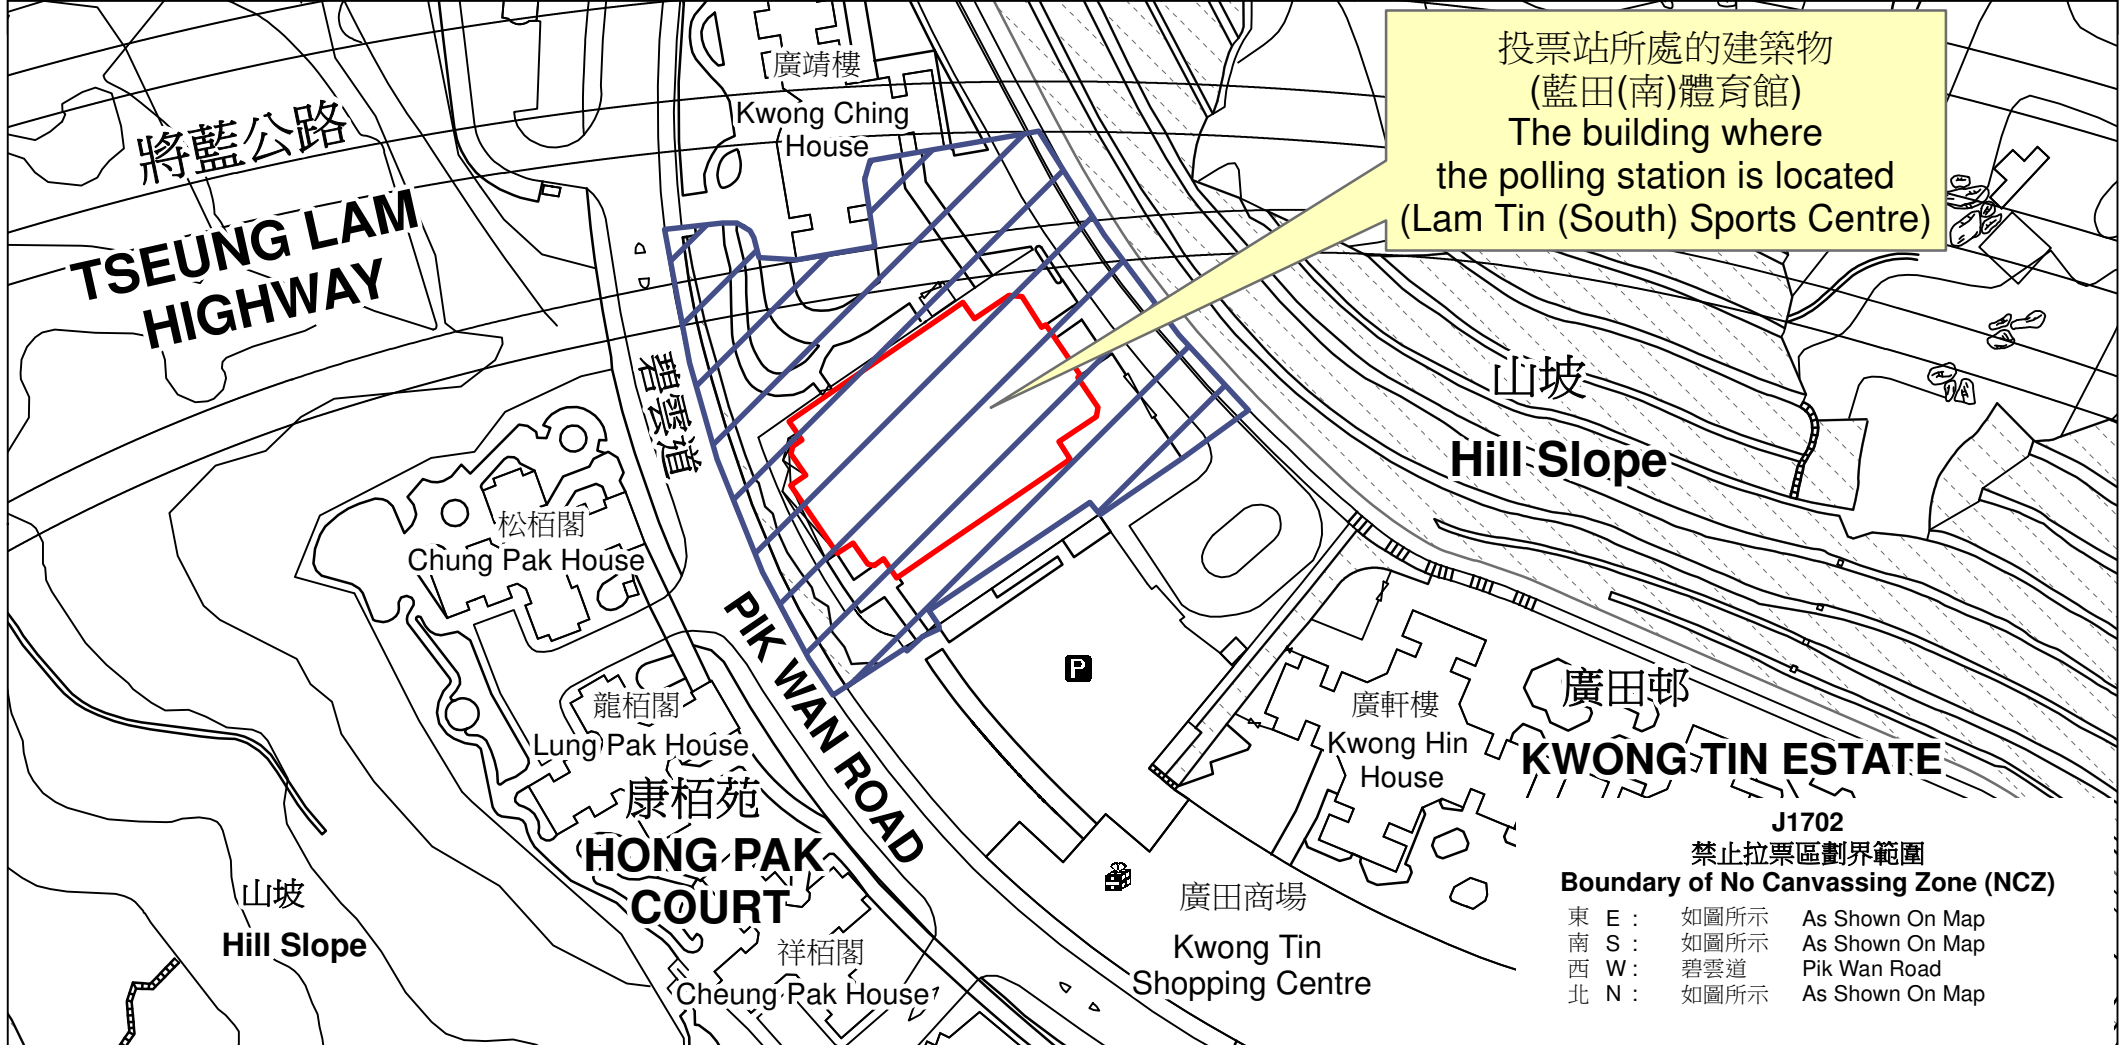 投票站所處的建築物
(藍田(南)體育館)
The building where
the polling station is located
(Lam Tin (South) Sports Centre)
廣靖樓
Kwong Ching
House
將藍公路
TSEUNG LAM
HIGHWAY
碧雲道
PIK WAN ROAD
山坡
Hill Slope
松栢閣
Chung Pak House
龍栢閣
Lung Pak House
康栢苑
HONG PAK
COURT
祥栢閣
Cheung Pak House
山坡
Hill Slope
P
廣軒樓
Kwong Hin
House
廣田邨
KWONG TIN ESTATE
廣田商場
Kwong Tin
Shopping Centre
J1702
禁止拉票區劃界範圍
Boundary of No Canvassing Zone (NCZ)
東 E : 如圖所示 As Shown On Map
南 S : 如圖所示 As Shown On Map
西 W : 碧雲道 Pik Wan Road
北 N : 如圖所示 As Shown On Map